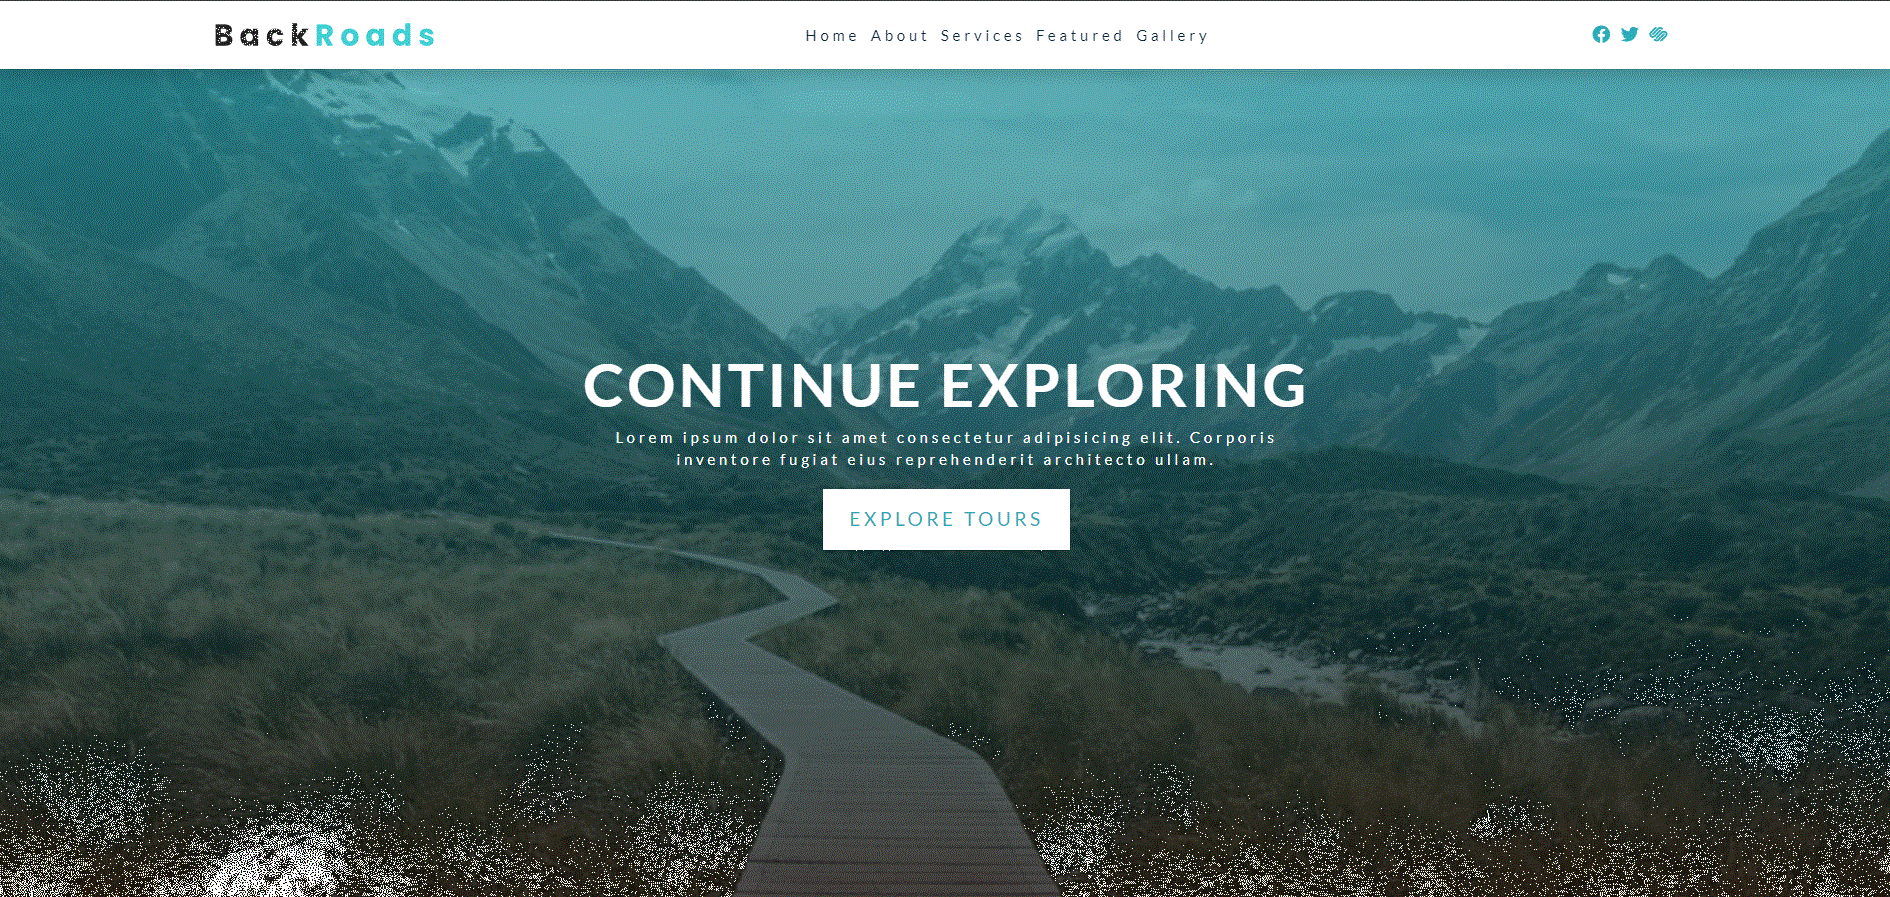 BackRoads
Home About Services Featured Gallery
CONTINUE EXPLORING
Lorem ipsum dolor sit amet consectetur adipisicing elit. Corporis
inventore fugiat eius reprehenderit architecto ullam.
EXPLORE TOURS